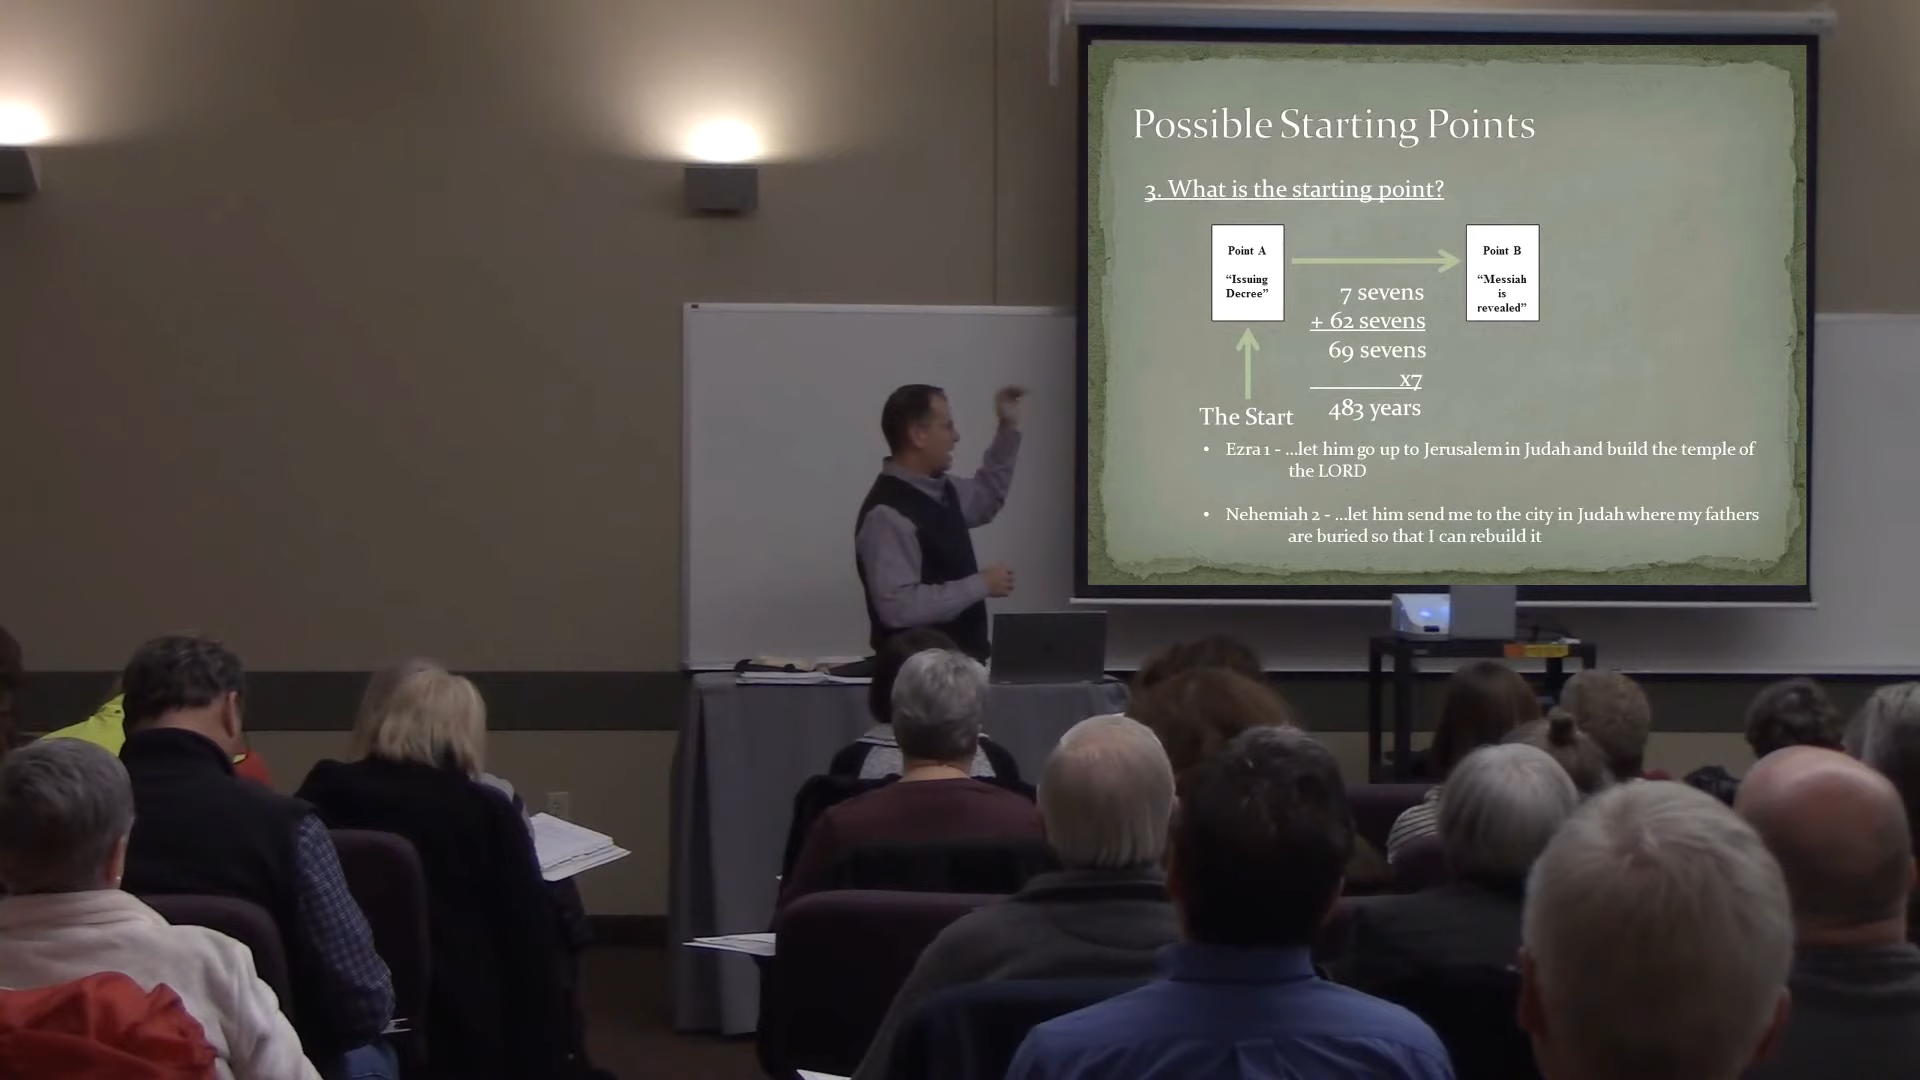 Possible Starting Points
3. What is the starting point?
Point A
“Issuing
Decree”
Point B
“Messiah
is
revealed”
7 sevens
+ 62 sevens
69 sevens
x7
483 years
The Start
• Ezra 1 - ...let him go up to Jerusalem in Judah and build the temple of
the LORD
• Nehemiah 2 - ...let him send me to the city in Judah where my fathers
are buried so that I can rebuild it